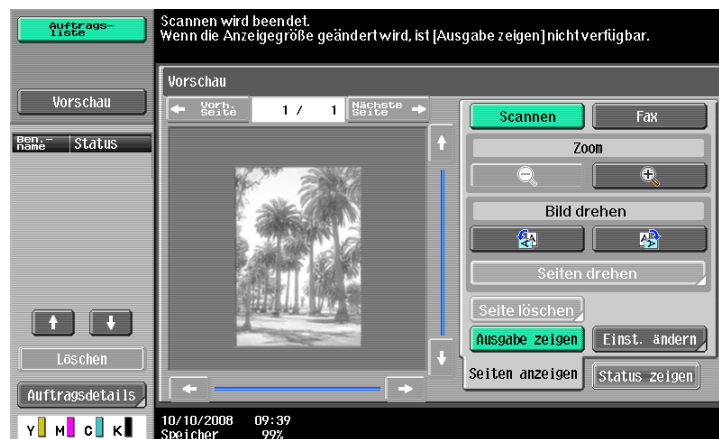 Auftrags-
liste
Scannen wird beendet.
Wenn die Anzeigegröße geändert wird, ist [Ausgabe zeigen] nicht verfügbar.
Vorschau
Vorschau
Vorh.
Seite
1 / 1
Nächste
Seite
Scannen
Fax
Ben.-
name
Status
Zoom
Bild drehen
Seiten drehen
Seite löschen
Ausgabe zeigen
Einst. ändern
Löschen
Seiten anzeigen
Status zeigen
Auftragsdetails
Y M C K
10/10/2008 09:39
Speicher 99%